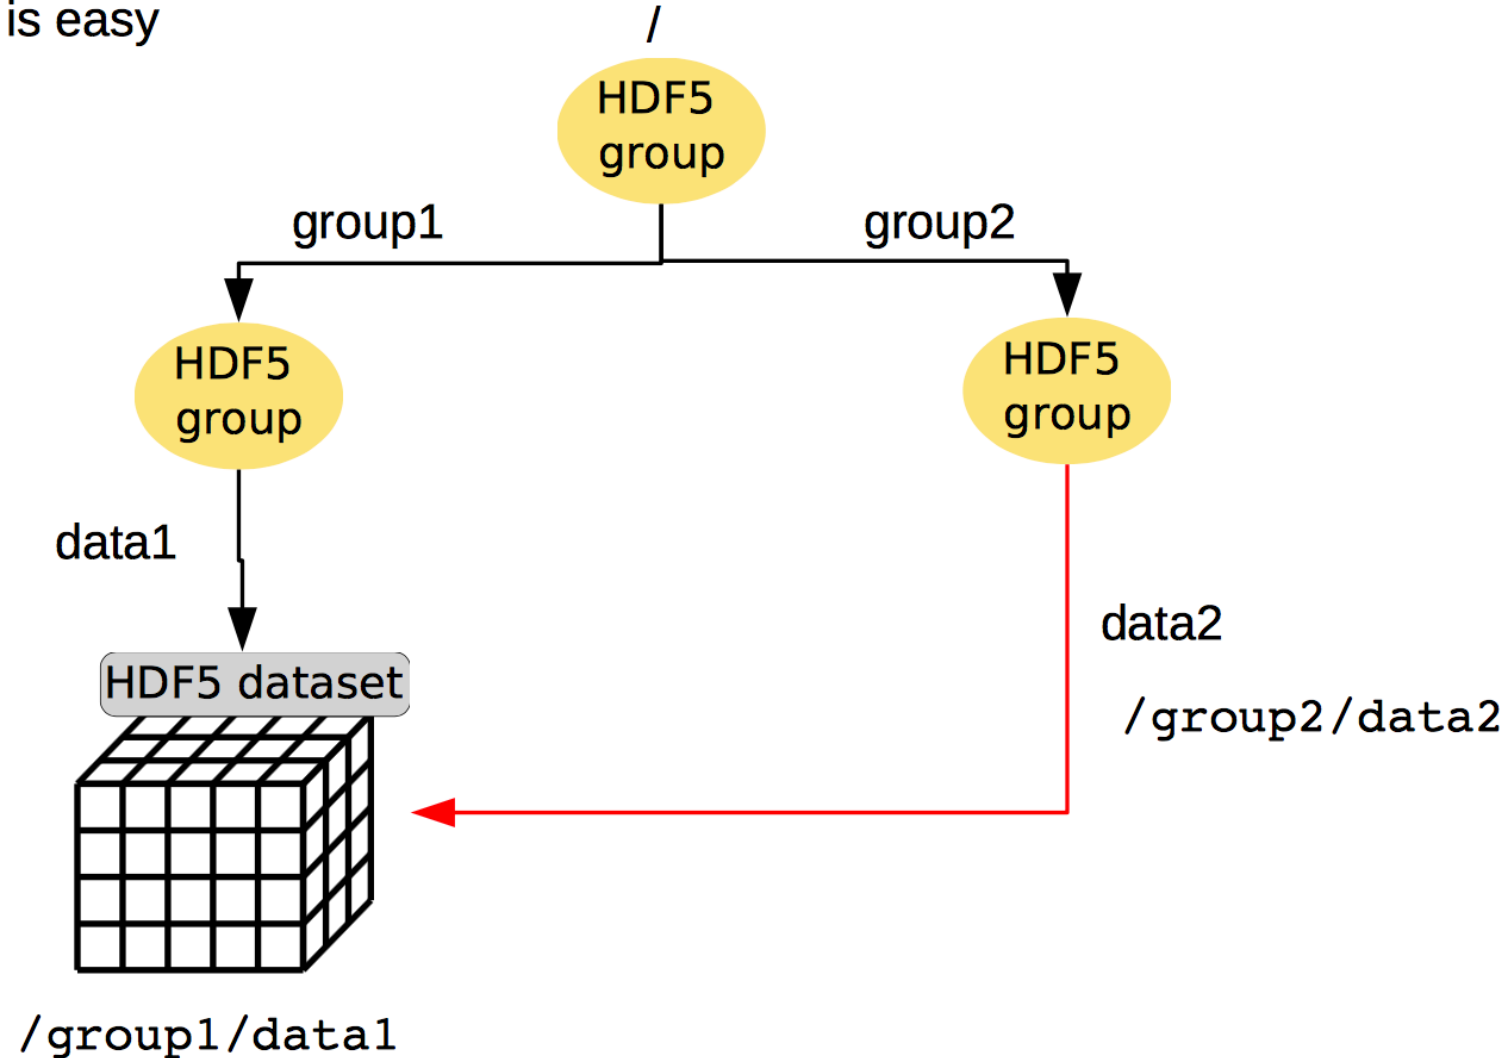 is easy
/
HDF5
group
group1
group2
HDF5
group
HDF5
group
data1
data2
HDF5 dataset
/group2/data2
/group1/data1